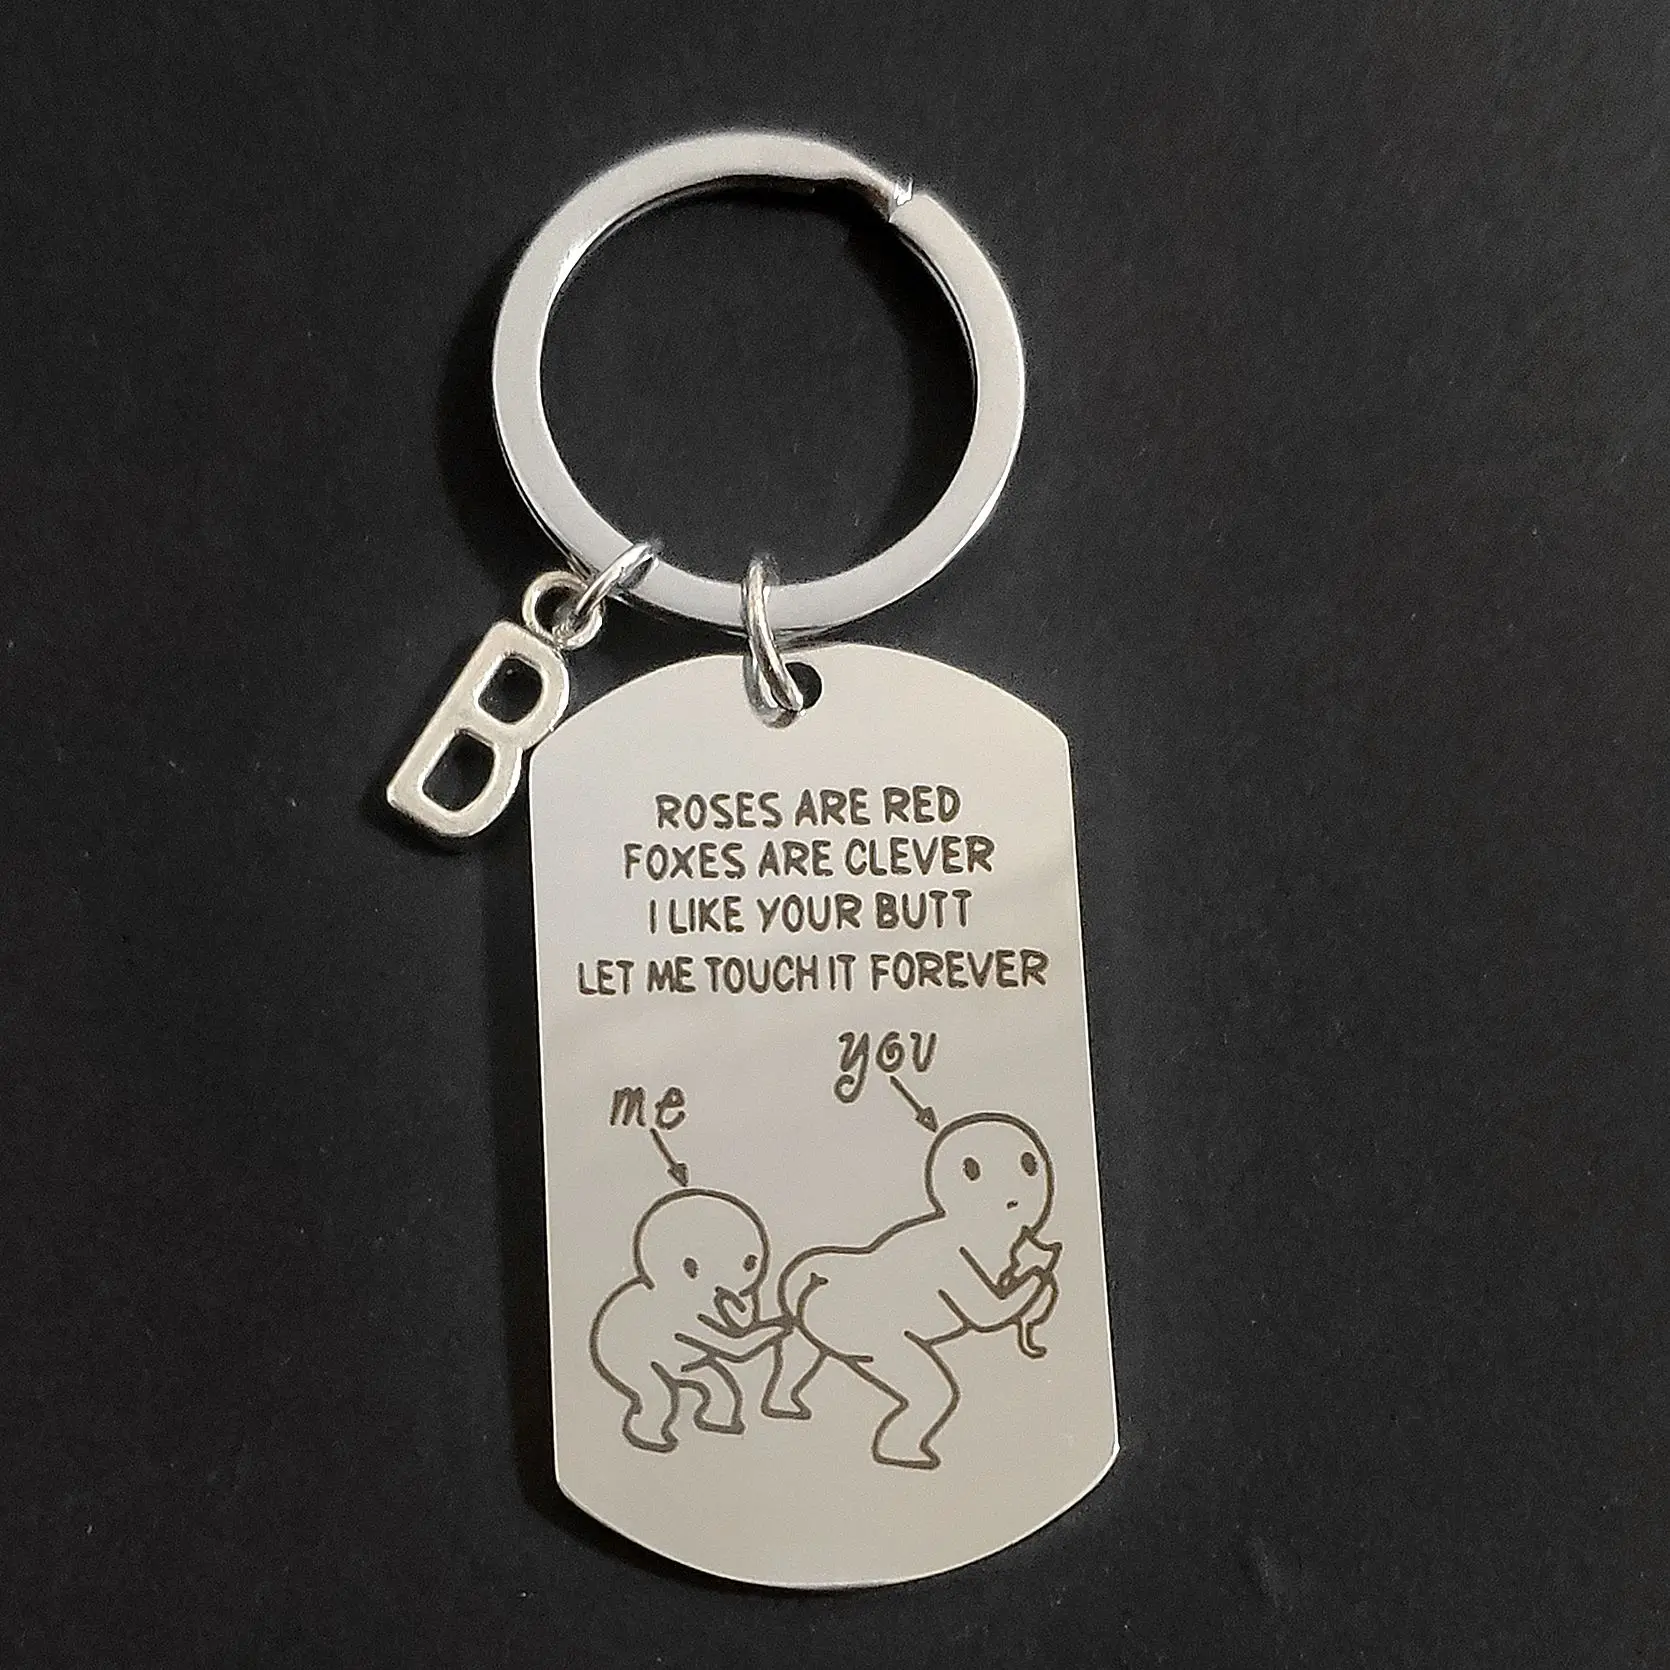 B
ROSES ARE RED
FOXES ARE CLEVER
I LIKE YOUR BUTT
LET ME TOUCH IT FOREVER
you
me